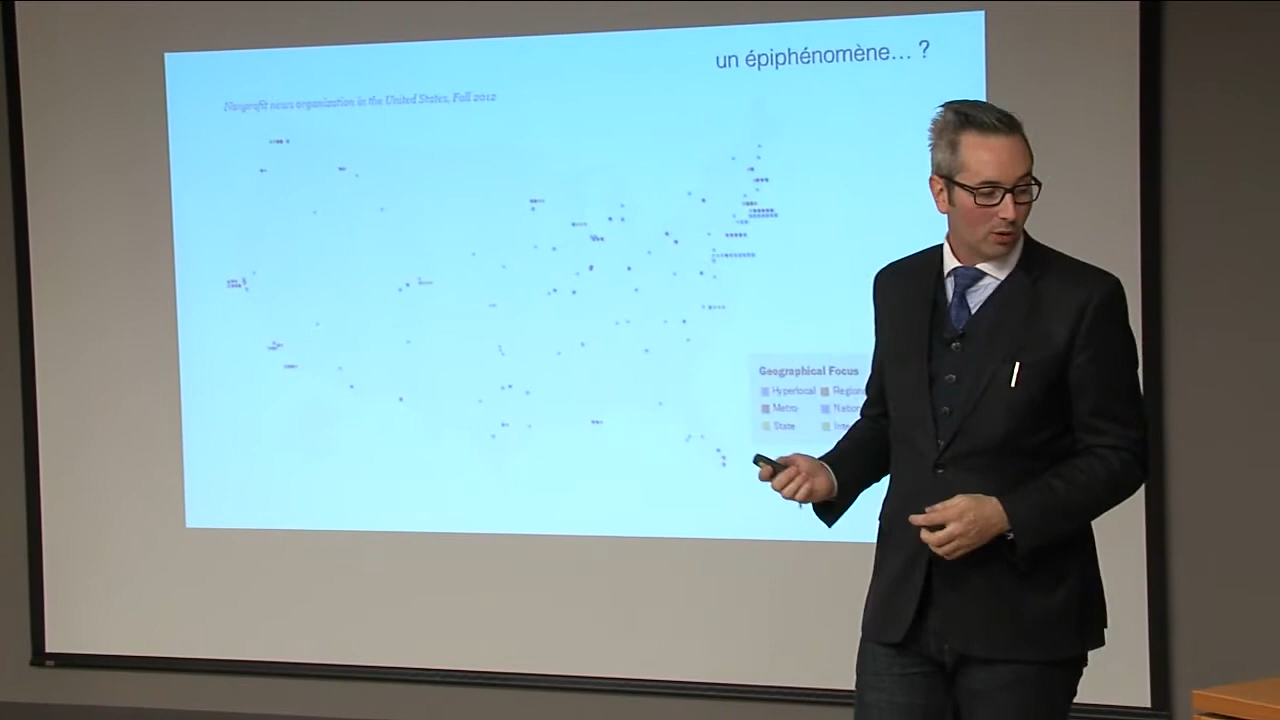 un épiphénomène... ?
Nonprofit news organization in the United States, Fall 2012
Geographical Focus
Hyperlocal
Metro
State